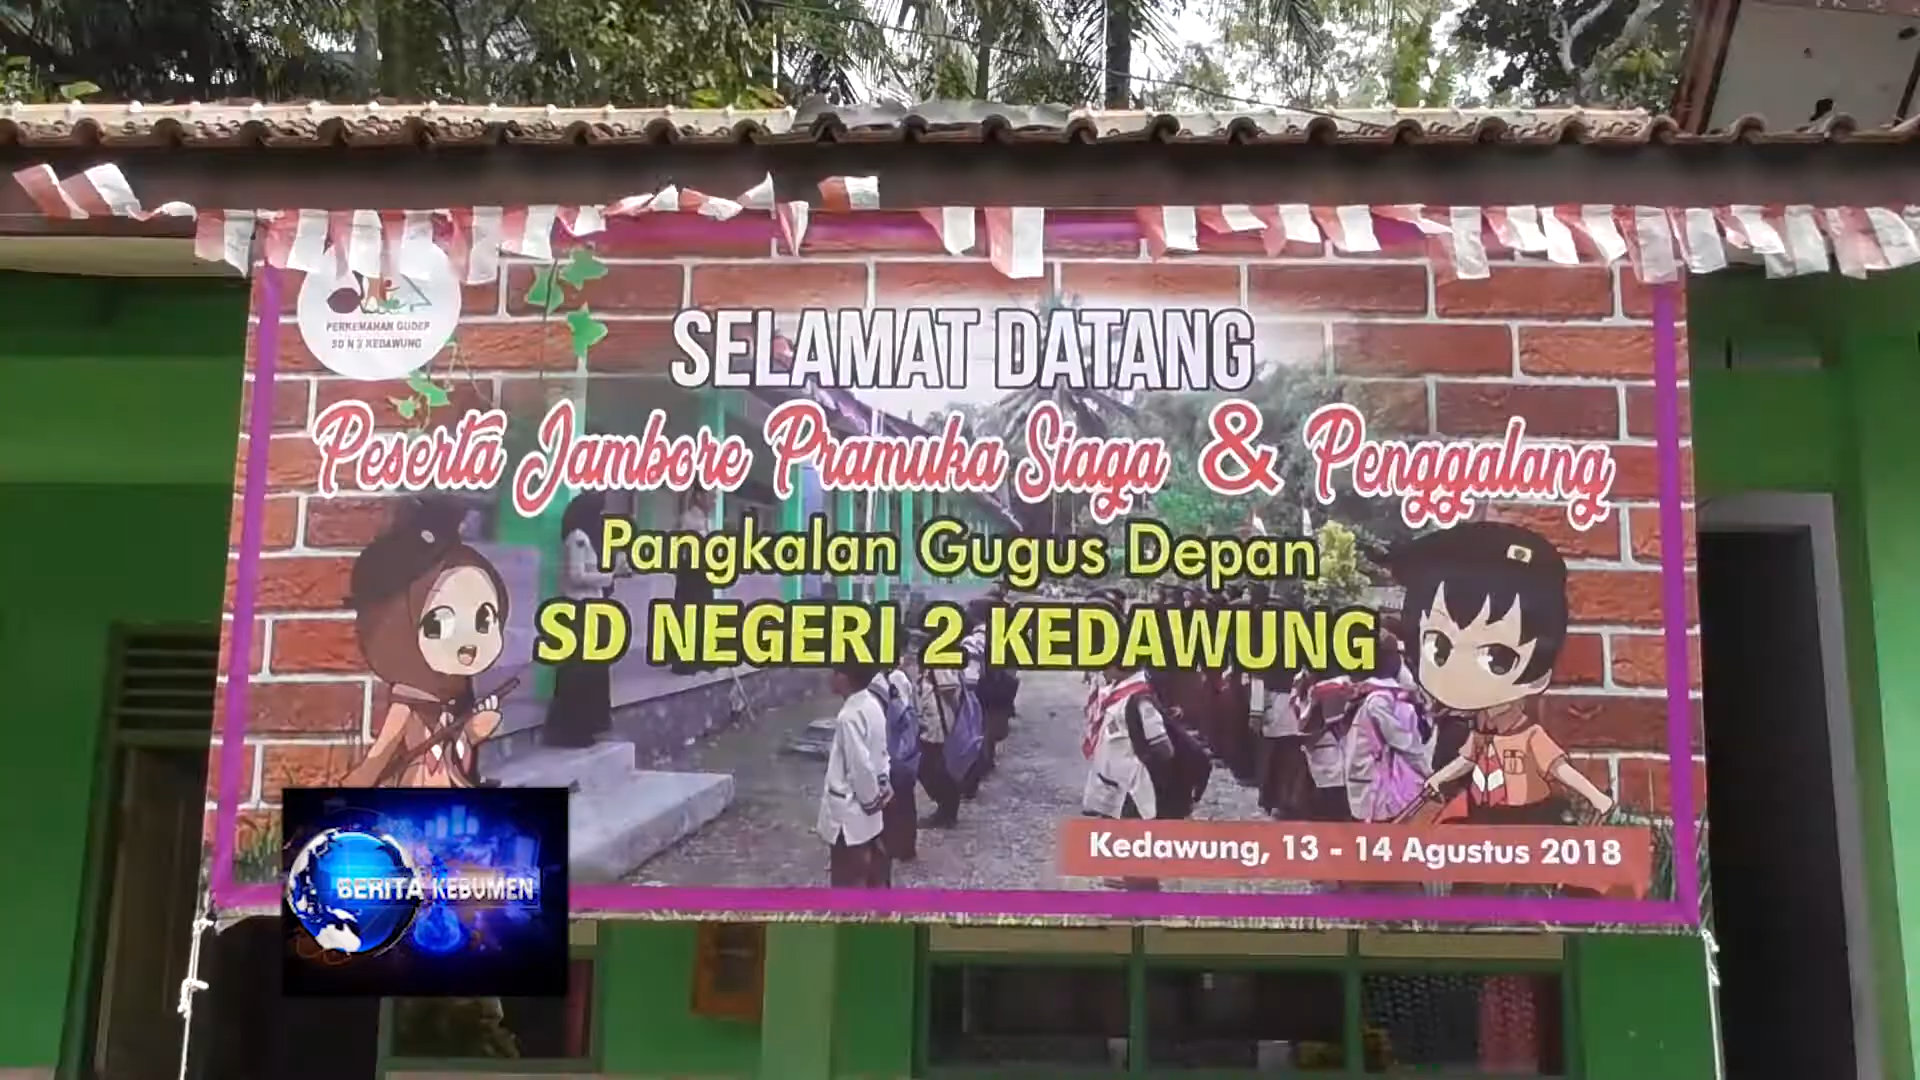 PERKEMAHAN GUDEP
SD N 2 KEDAWUNG
SELAMAT DATANG
Peserta Jambore Pramuka Siaga & Penggalang
Pangkalan Gugus Depan
SD NEGERI 2 KEDAWUNG
Kedawung, 13 - 14 Agustus 2018
BERITA KEBUMEN